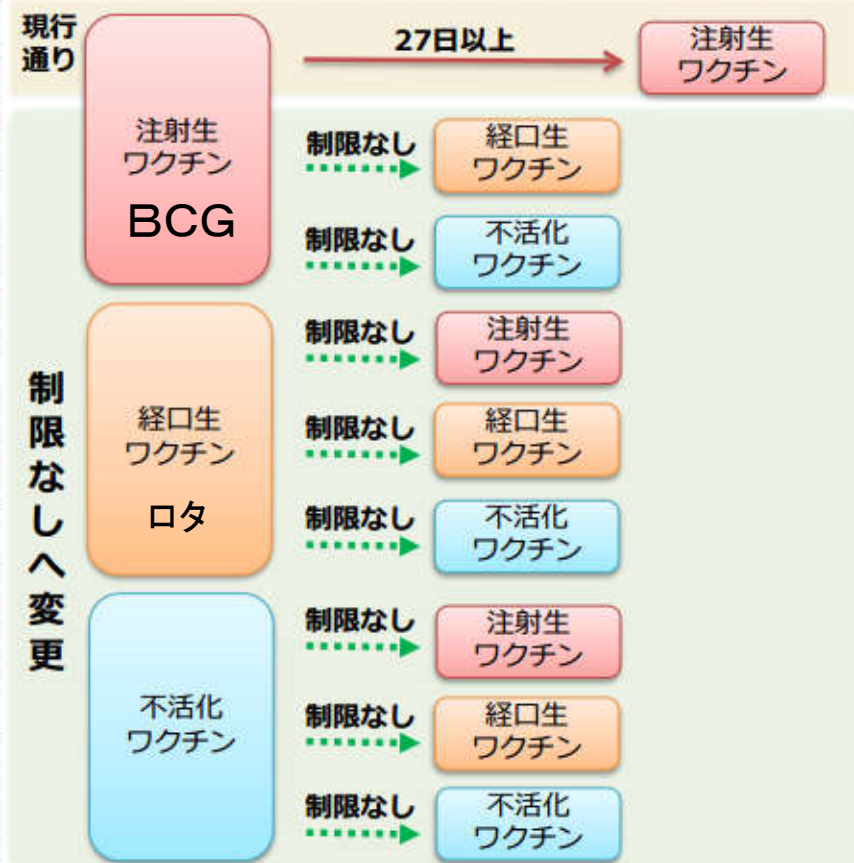 現行
通り
27日以上
注射生
ワクチン
注射生
ワクチン
BCG
制限なし
経口生
ワクチン
制限なし
不活化
ワクチン
制限なしへ変更
経口生
ワクチン
ロタ
制限なし
注射生
ワクチン
制限なし
経口生
ワクチン
制限なし
不活化
ワクチン
不活化
ワクチン
制限なし
注射生
ワクチン
制限なし
経口生
ワクチン
制限なし
不活化
ワクチン